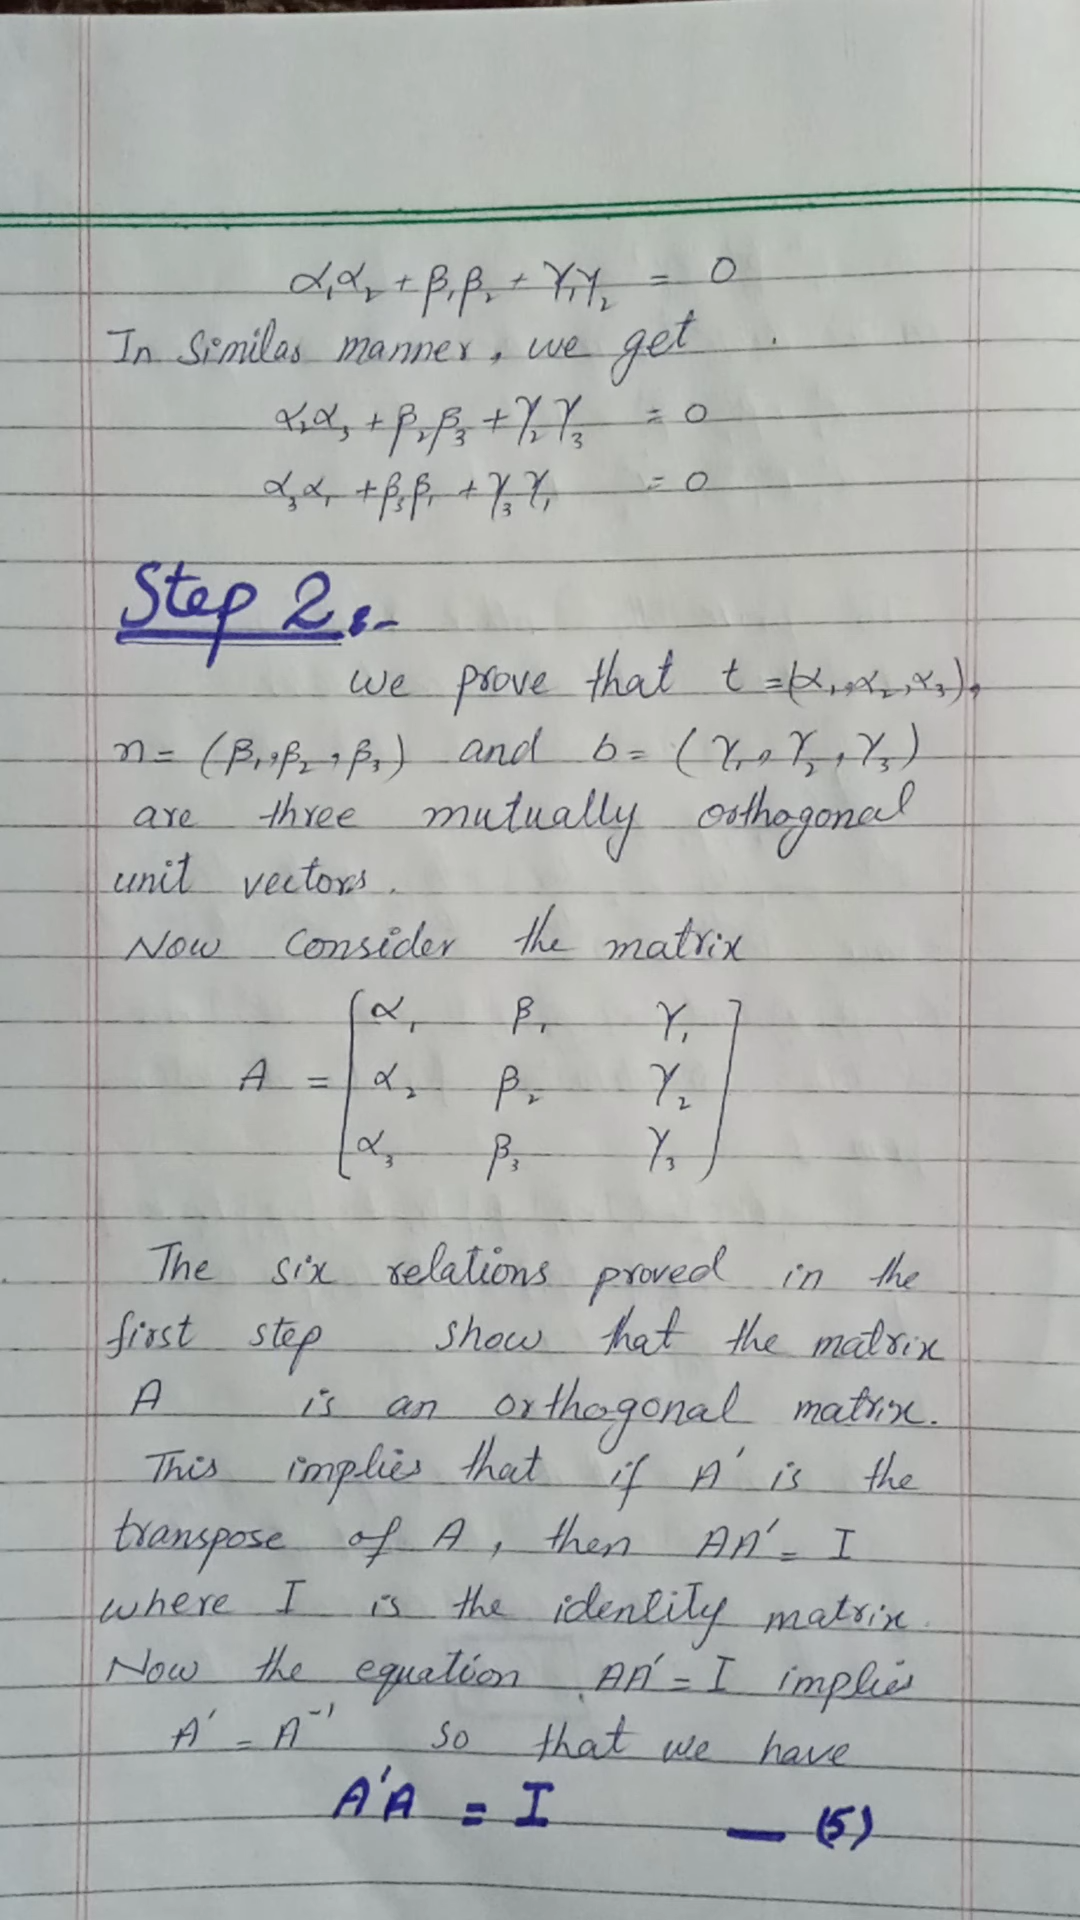 α₁α₂ + β₁β₂ + γ₁γ₂ = 0
In Similar manner, we get
α₂α₃ + β₂β₃ + γ₂γ₃ = 0
α₃α₁ + β₃β₁ + γ₃γ₁ = 0
Step 2:-
we prove that t = (α₁, α₂, α₃),
n = (β₁, β₂, β₃) and b = (γ₁, γ₂, γ₃)
are three mutually orthogonal
unit vectors.
Now Consider the matrix
A = [ α₁ β₁ γ₁
α₂ β₂ γ₂
α₃ β₃ γ₃ ]
The six relations proved in the
first step show that the matrix
A is an orthogonal matrix.
This implies that if A' is the
transpose of A, then AA' = I
where I is the identity matrix.
Now the equation AA' = I implies
A' = A⁻¹ so that we have
A'A = I — (5)